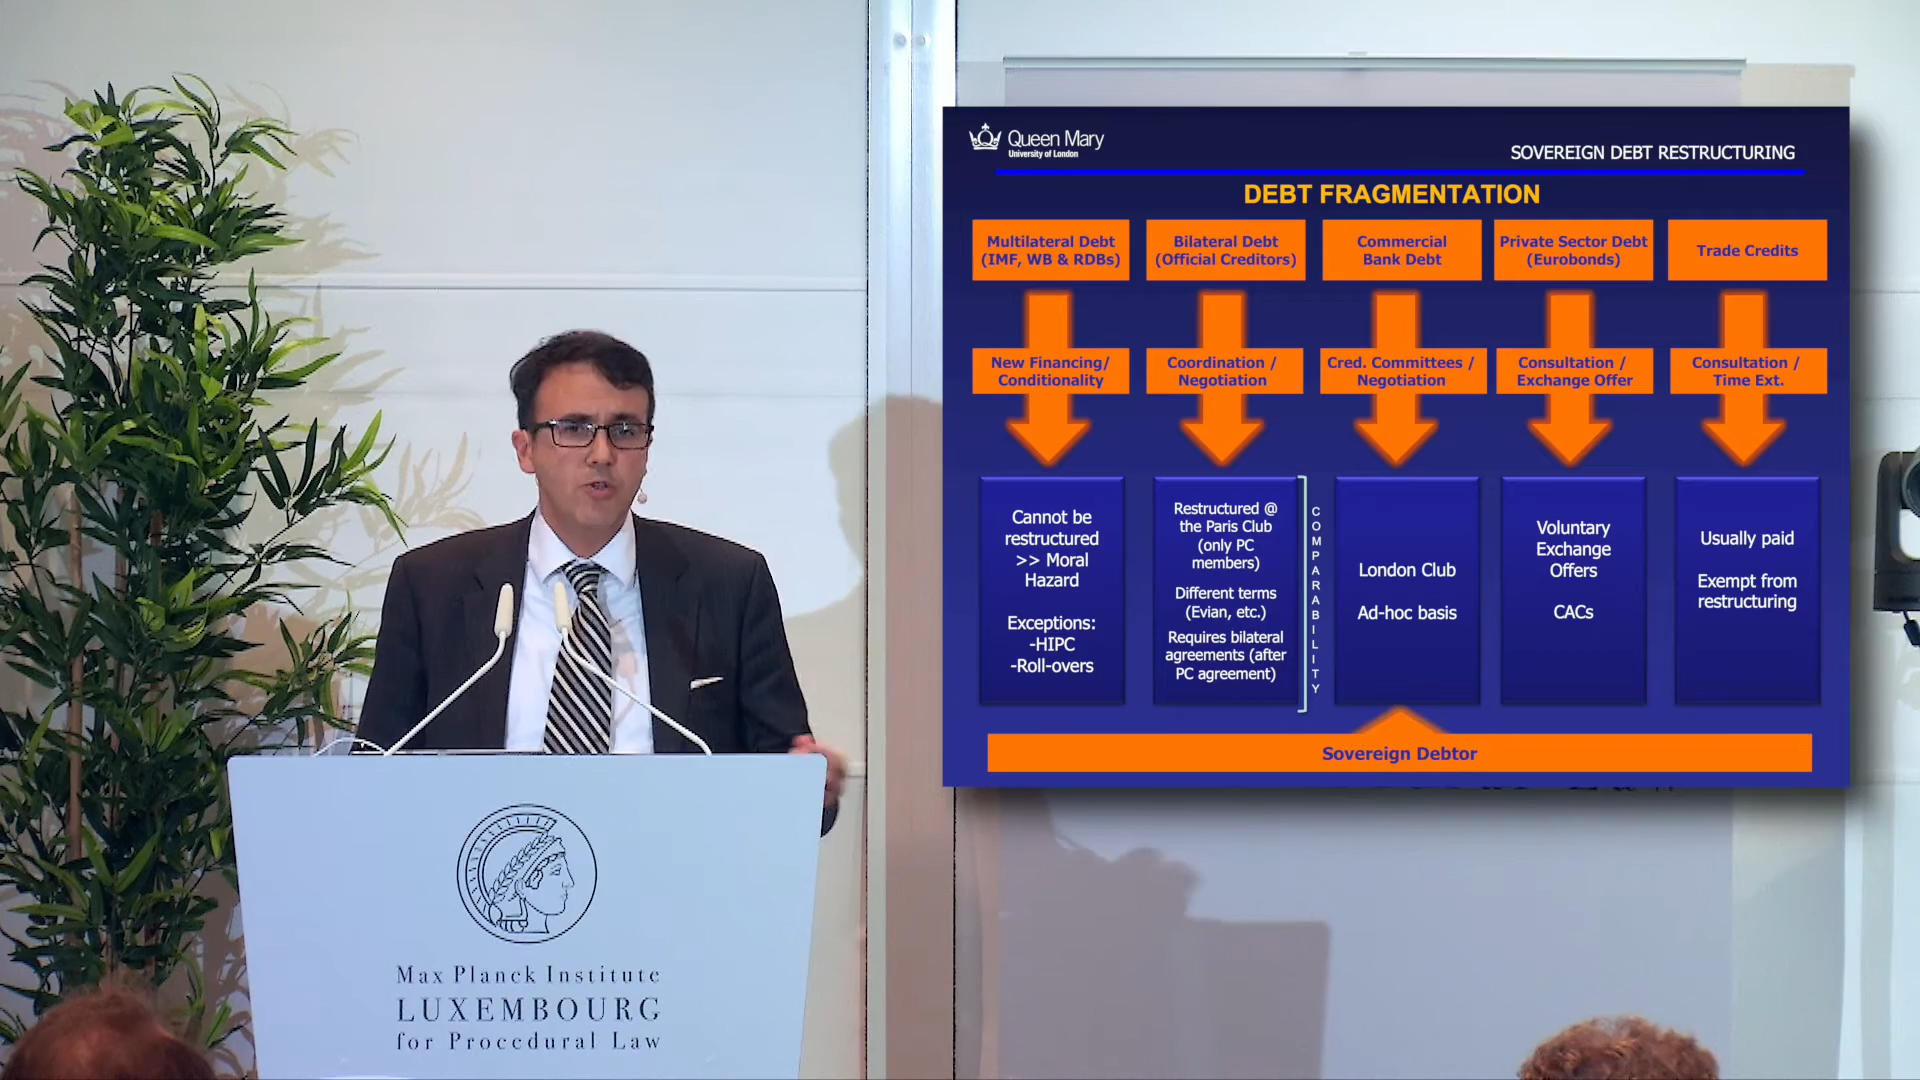 Queen Mary
University of London
SOVEREIGN DEBT RESTRUCTURING
DEBT FRAGMENTATION
Multilateral Debt
(IMF, WB & RDBs)
Bilateral Debt
(Official Creditors)
Commercial
Bank Debt
Private Sector Debt
(Eurobonds)
Trade Credits
New Financing/
Conditionality
Coordination /
Negotiation
Cred. Committees /
Negotiation
Consultation /
Exchange Offer
Consultation /
Time Ext.
Cannot be
restructured
>> Moral
Hazard
Exceptions:
-HIPC
-Roll-overs
Restructured @
the Paris Club
(only PC
members)
Different terms
(Evian, etc.)
Requires bilateral
agreements (after
PC agreement)
COMPARABILITY
London Club
Ad-hoc basis
Voluntary
Exchange
Offers
CACs
Usually paid
Exempt from
restructuring
Sovereign Debtor
Max Planck Institute
LUXEMBOURG
for Procedural Law